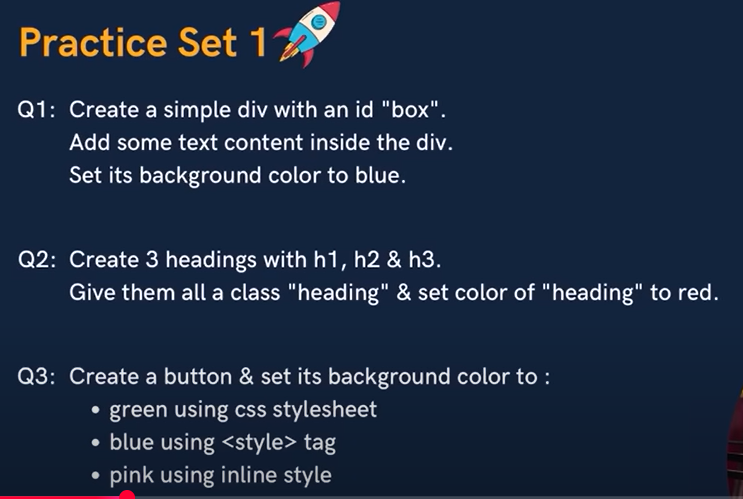 Practice Set 1
Q1: Create a simple div with an id "box".
Add some text content inside the div.
Set its background color to blue.
Q2: Create 3 headings with h1, h2 & h3.
Give them all a class "heading" & set color of "heading" to red.
Q3: Create a button & set its background color to :
• green using css stylesheet
• blue using <style> tag
• pink using inline style